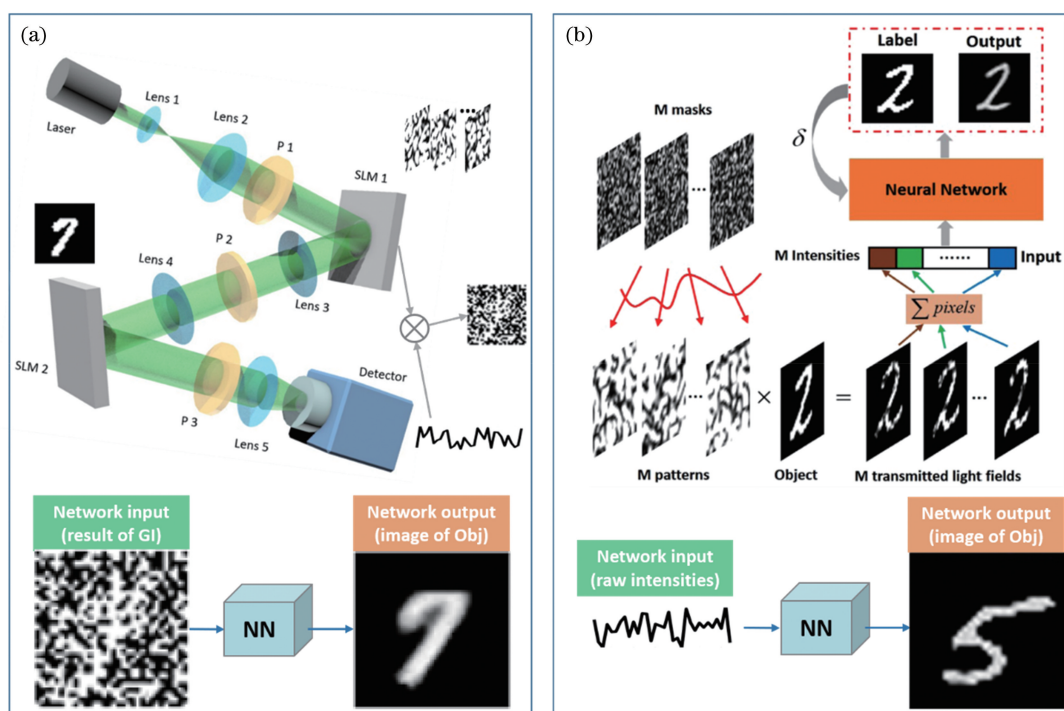 (a)
Laser
Lens 1
Lens 2
P 1
SLM 1
P 2
Lens 4
Lens 3
SLM 2
P 3
Lens 5
Detector
Network input
(result of GI)
NN
Network output
(image of Obj)
(b)
Label
Output
M masks
δ
Neural Network
M Intensities
......
Input
∑ pixels
...
...
...
×
=
M patterns
Object
M transmitted light fields
Network input
(raw intensities)
NN
Network output
(image of Obj)